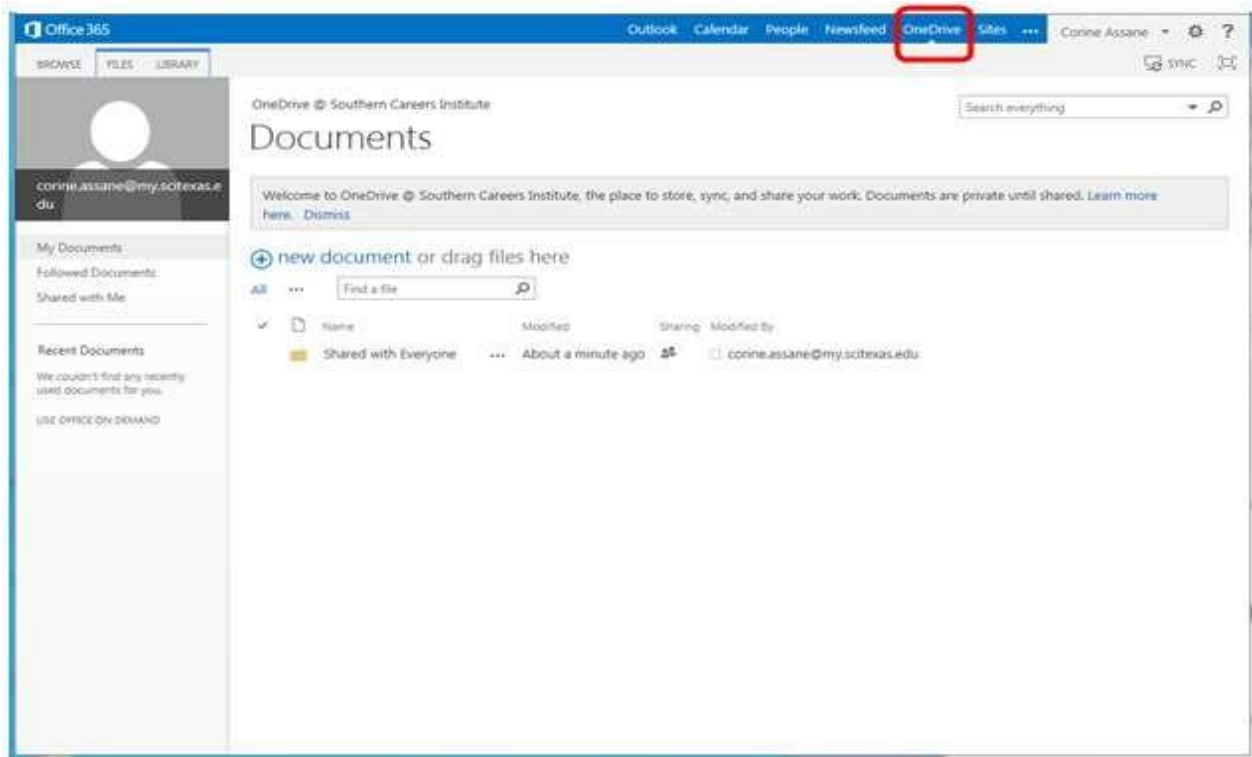 Office 365
Outlook Calendar People Newsfeed OneDrive Sites ••• Corine Assane ?
BROWSE FILES LIBRARY SYNC
OneDrive @ Southern Careers Institute
Search everything
Documents
corine.assane@my.scitexas.e
du
Welcome to OneDrive @ Southern Careers Institute, the place to store, sync, and share your work. Documents are private until shared. Learn more
here. Dismiss
My Documents
Followed Documents
Shared with Me
Recent Documents
We couldn't find any recently
used documents for you.
USE OFFICE ON DEMAND
new document or drag files here
All ••• Find a file
Name Modified Sharing Modified By
Shared with Everyone ••• About a minute ago corine.assane@my.scitexas.edu